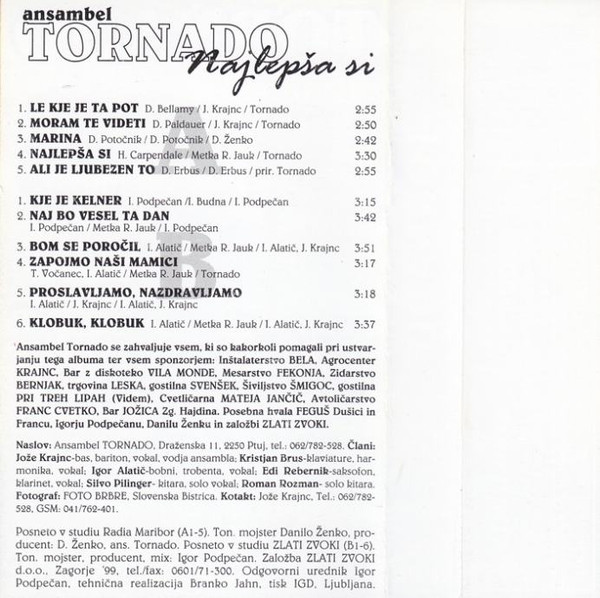 ansambel
TORNADO
Najlepša si
A
1. LE KJE JE TA POT D. Bellamy / J. Krajnc / Tornado 2:55
2. MORAM TE VIDETI D. Paldauer / J. Krajnc / Tornado 2:50
3. MARINA D. Potočnik / D. Potočnik / D. Ženko 2:42
4. NAJLEPŠA SI H. Carpendale / Metka R. Jauk / Tornado 3:30
5. ALI JE LJUBEZEN TO D. Erbus / D. Erbus / prir. Tornado 2:55
B
1. KJE JE KELNER I. Podpečan /I. Budna / I. Podpečan 3:15
2. NAJ BO VESEL TA DAN 3:42
I. Podpečan / Metka R. Jauk / I. Podpečan
3. BOM SE POROČIL I. Alatič / Metka R. Jauk / I. Alatič, J. Krajnc 3:51
4. ZAPOJMO NAŠI MAMICI 3:17
T. Vočanec, I. Alatič / Metka R. Jauk / Tornado
5. PROSLAVLJAMO, NAZDRAVLJAMO 3:18
I. Alatič / J. Krajnc / I. Alatič, J. Krajnc
6. KLOBUK, KLOBUK I. Alatič / Metka R. Jauk / I. Alatič, J. Krajnc 3:37
Ansambel Tornado se zahvaljuje vsem, ki so kakorkoli pomagali pri ustvar-
janju tega albuma ter vsem sponzorjem: Inštalaterstvo BELA, Agrocenter
KRAJNC, Bar z diskoteko VILA MONDE, Mesarstvo FEKONJA, Zidarstvo
BERNJAK, trgovina LESKA, gostilna SVENŠEK, Šiviljstvo ŠMIGOC, gostilna
PRI TREH LIPAH (Videm), Cvetličarna MATEJA JANČIČ, Avtoličarstvo
FRANC CVETKO, Bar JOŽICA Zg. Hajdina. Posebna hvala FEGUŠ Dušici in
Francu, Igorju Podpečanu, Danilu Ženku in založbi ZLATI ZVOKI.
Naslov: Ansambel TORNADO, Draženska 11, 2250 Ptuj, tel.: 062/782-528. Člani:
Jože Krajnc-bas, bariton, vokal, vodja ansambla; Kristjan Brus-klaviature, har-
monika, vokal; Igor Alatič-bobni, trobenta, vokal; Edi Rebernik-saksofon,
klarinet, vokal; Silvo Pilinger- kitara, solo vokal; Roman Rozman- solo kitara.
Fotograf: FOTO BRBRE, Slovenska Bistrica. Kotakt: Jože Krajnc, Tel.: 062/782-
528, GSM: 041/762-401.
Posneto v studiu Radia Maribor (A1-5). Ton. mojster Danilo Ženko, pro-
ducent: D. Ženko, ans. Tornado. Posneto v studiu ZLATI ZVOKI (B1-6).
Ton. mojster, producent, mix: Igor Podpečan. Založba ZLATI ZVOKI
d.o.o., Zagorje '99, tel./fax: 0601/71-300. Odgovorni urednik Igor
Podpečan, tehnična realizacija Branko Jahn, tisk IGD, Ljubljana.